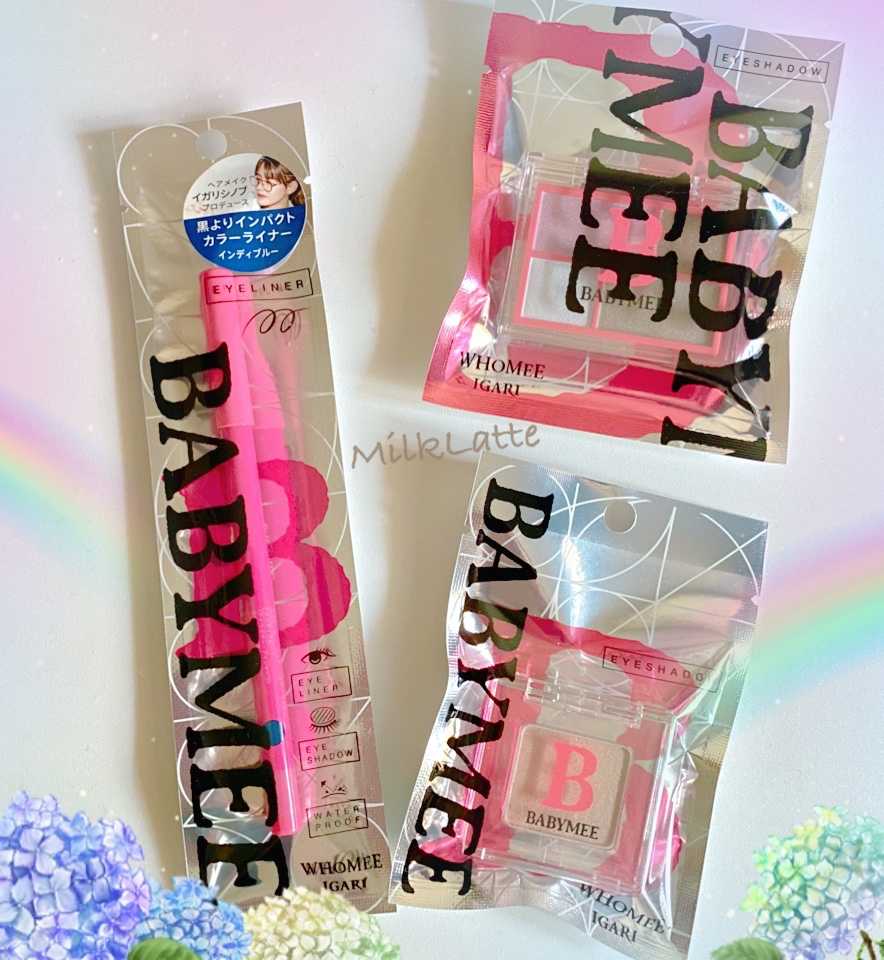 ヘアメイク
イガリシノブ
プロデュース
黒よりインパクト
カラーライナー
インディブルー
EYELINER
BABYMEE
EYE
LINER
EYE
SHADOW
WATER
PROOF
WHOMEE
IGARI
EYESHADOW
BABYMEE
B
BABYMEE
WHOMEE
IGARI
MilkLatte
BABYMEE
EYESHADOW
B
BABYMEE
WHOMEE
IGARI